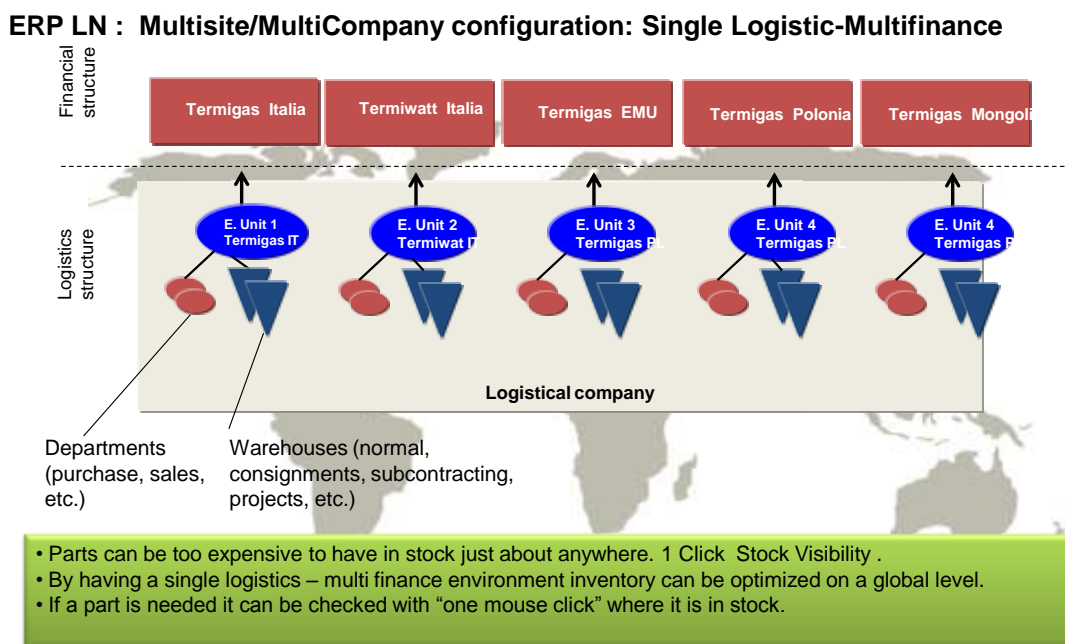 ERP LN :  Multisite/MultiCompany configuration: Single Logistic-Multifinance
Financial
structure
Termigas  Italia
Termiwatt  Italia
Termigas  EMU
Termigas  Polonia
Termigas  Mongoli
Logistics
structure
E. Unit 1
Termigas IT
E. Unit 2
Termiwat IT
E. Unit 3
Termigas PL
E. Unit 4
Termigas PL
E. Unit 4
Termigas P
Logistical company
Departments
(purchase, sales,
etc.)
Warehouses (normal,
consignments, subcontracting,
projects, etc.)
• Parts can be too expensive to have in stock just about anywhere. 1 Click  Stock Visibility .
• By having a single logistics – multi finance environment inventory can be optimized on a global level.
• If a part is needed it can be checked with “one mouse click” where it is in stock.